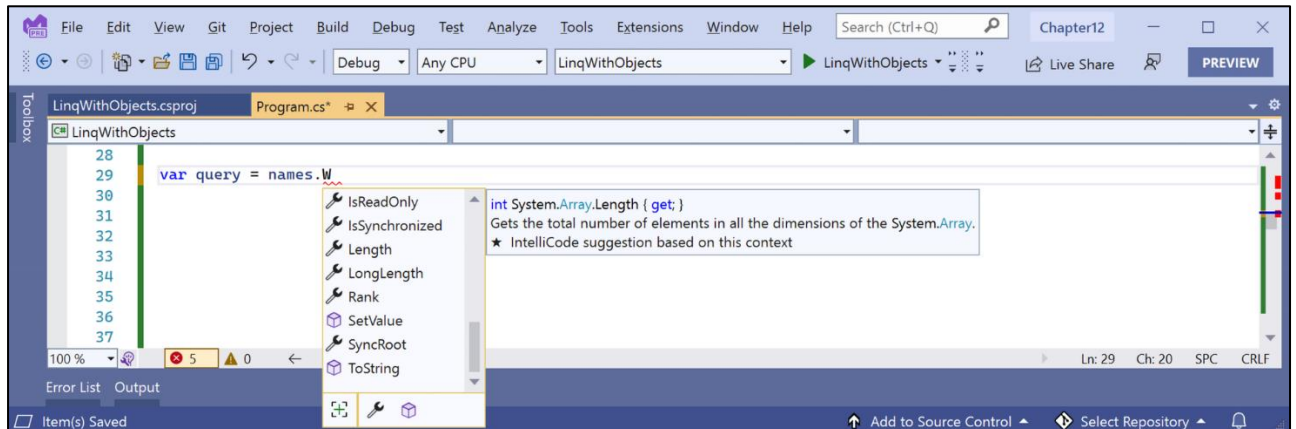 PRE File Edit View Git Project Build Debug Test Analyze Tools Extensions Window Help Search (Ctrl+Q) Chapter12
Debug Any CPU LinqWithObjects LinqWithObjects Live Share PREVIEW
Toolbox
LinqWithObjects.csproj Program.cs*
C# LinqWithObjects
28
29 var query = names.W
30
31
32
33
34
35
36
37
IsReadOnly
IsSynchronized
Length
LongLength
Rank
SetValue
SyncRoot
ToString
int System.Array.Length { get; }
Gets the total number of elements in all the dimensions of the System.Array.
★ IntelliCode suggestion based on this context
100 % 5 0 ← Ln: 29 Ch: 20 SPC CRLF
Error List Output
Item(s) Saved Add to Source Control Select Repository